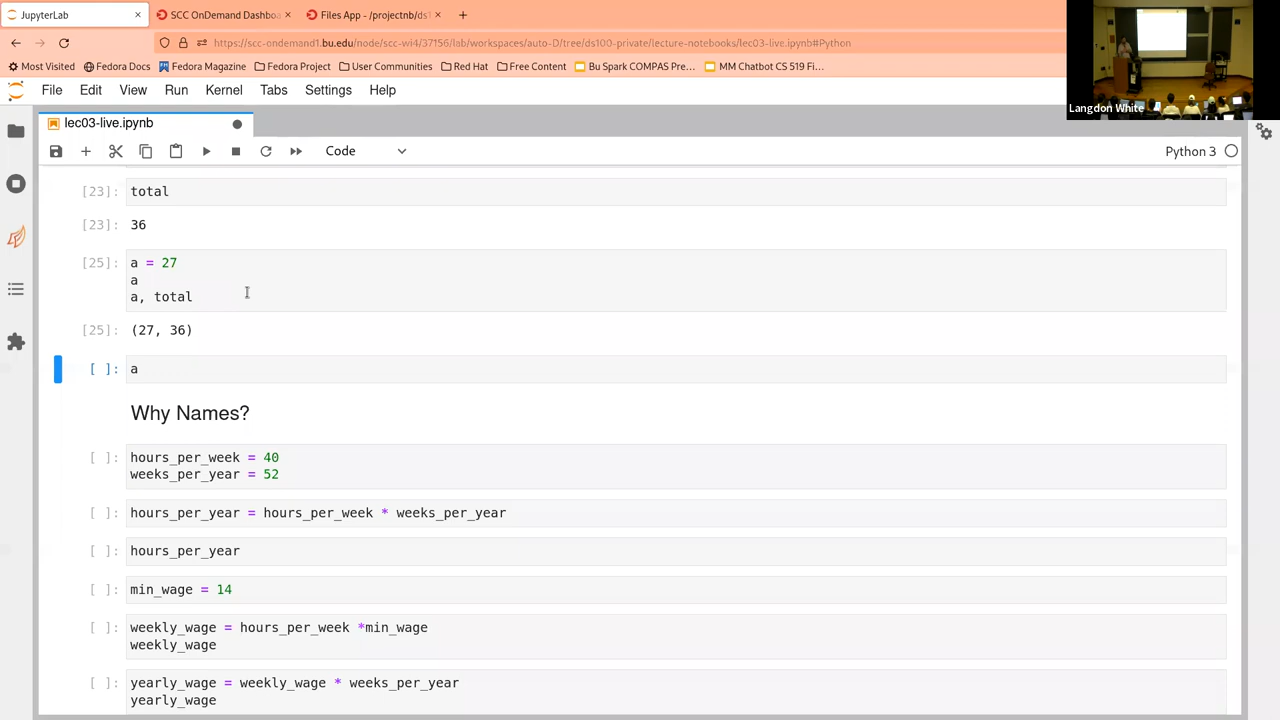 JupyterLab
SCC OnDemand Dashbo
Files App - /projectnb/ds
https://scc-ondemand1.bu.edu/node/scc-wi4/37156/lab/workspaces/auto-D/tree/ds100-private/lecture-notebooks/lec03-live.ipynb#Python
Most Visited Fedora Docs Fedora Magazine Fedora Project User Communities Red Hat Free Content Bu Spark COMPAS Pre... MM Chatbot CS 519 Fi...
Langdon White
File Edit View Run Kernel Tabs Settings Help
lec03-live.ipynb
Code Python 3
[23]: total
[23]: 36
[25]: a = 27
a
a, total
[25]: (27, 36)
[ ]: a
Why Names?
[ ]: hours_per_week = 40
weeks_per_year = 52
[ ]: hours_per_year = hours_per_week * weeks_per_year
[ ]: hours_per_year
[ ]: min_wage = 14
[ ]: weekly_wage = hours_per_week *min_wage
weekly_wage
[ ]: yearly_wage = weekly_wage * weeks_per_year
yearly_wage